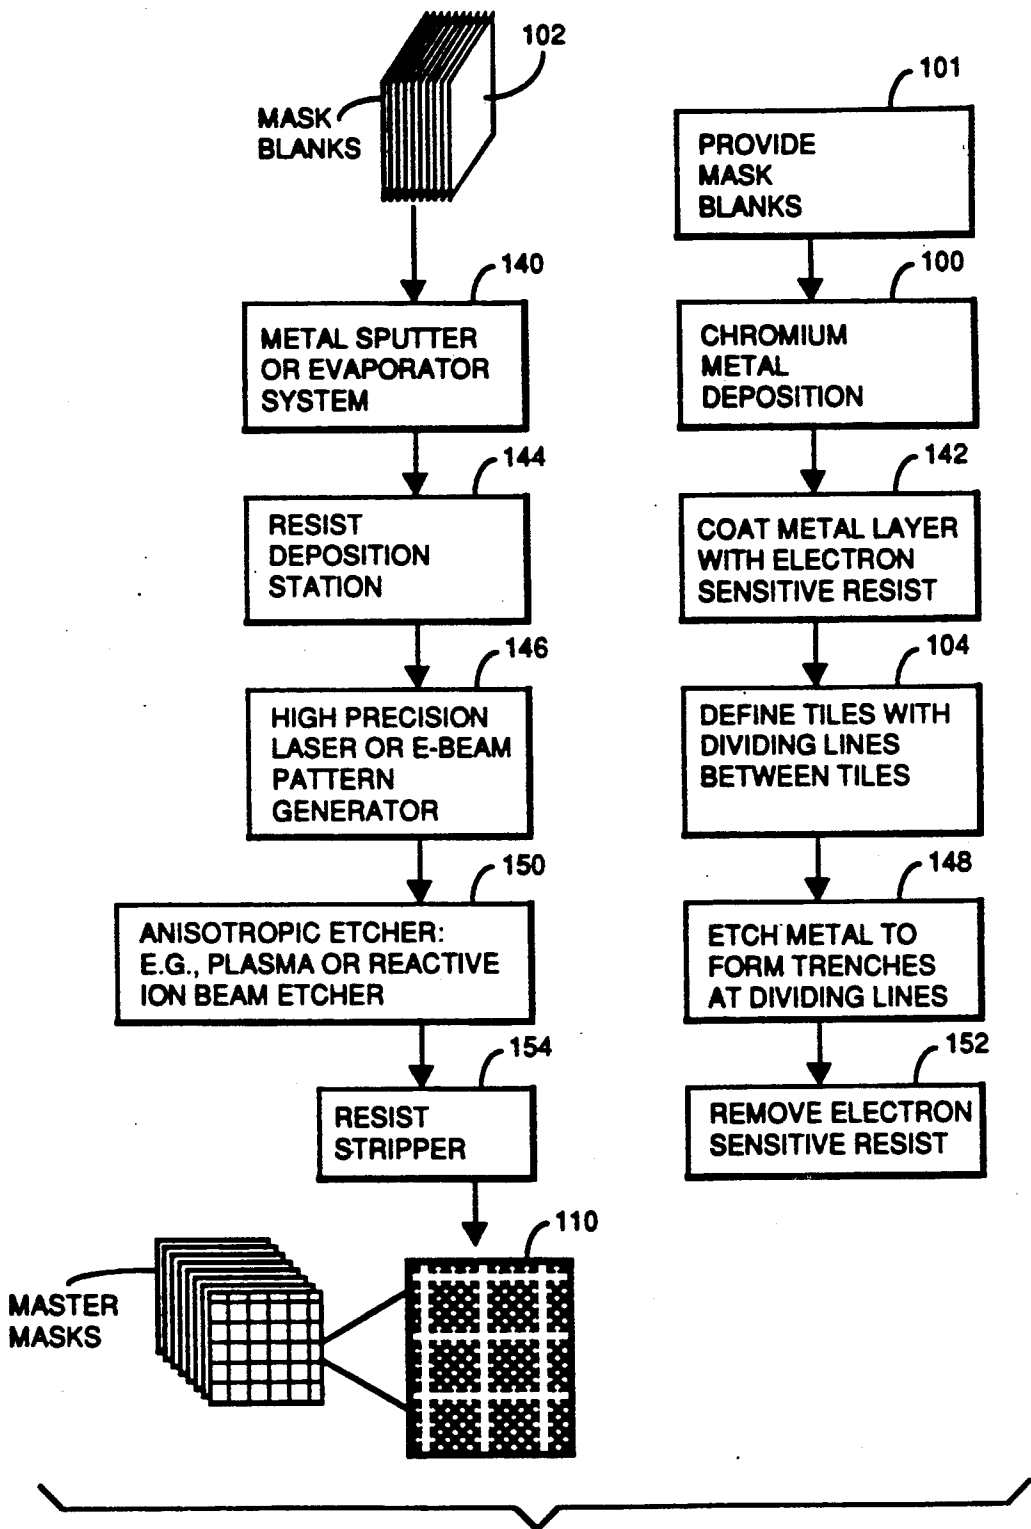 102
MASK
BLANKS
140
METAL SPUTTER
OR EVAPORATOR
SYSTEM
144
RESIST
DEPOSITION
STATION
146
HIGH PRECISION
LASER OR E-BEAM
PATTERN
GENERATOR
150
ANISOTROPIC ETCHER:
E.G., PLASMA OR REACTIVE
ION BEAM ETCHER
154
RESIST
STRIPPER
110
MASTER
MASKS
101
PROVIDE
MASK
BLANKS
100
CHROMIUM
METAL
DEPOSITION
142
COAT METAL LAYER
WITH ELECTRON
SENSITIVE RESIST
104
DEFINE TILES WITH
DIVIDING LINES
BETWEEN TILES
148
ETCH METAL TO
FORM TRENCHES
AT DIVIDING LINES
152
REMOVE ELECTRON
SENSITIVE RESIST